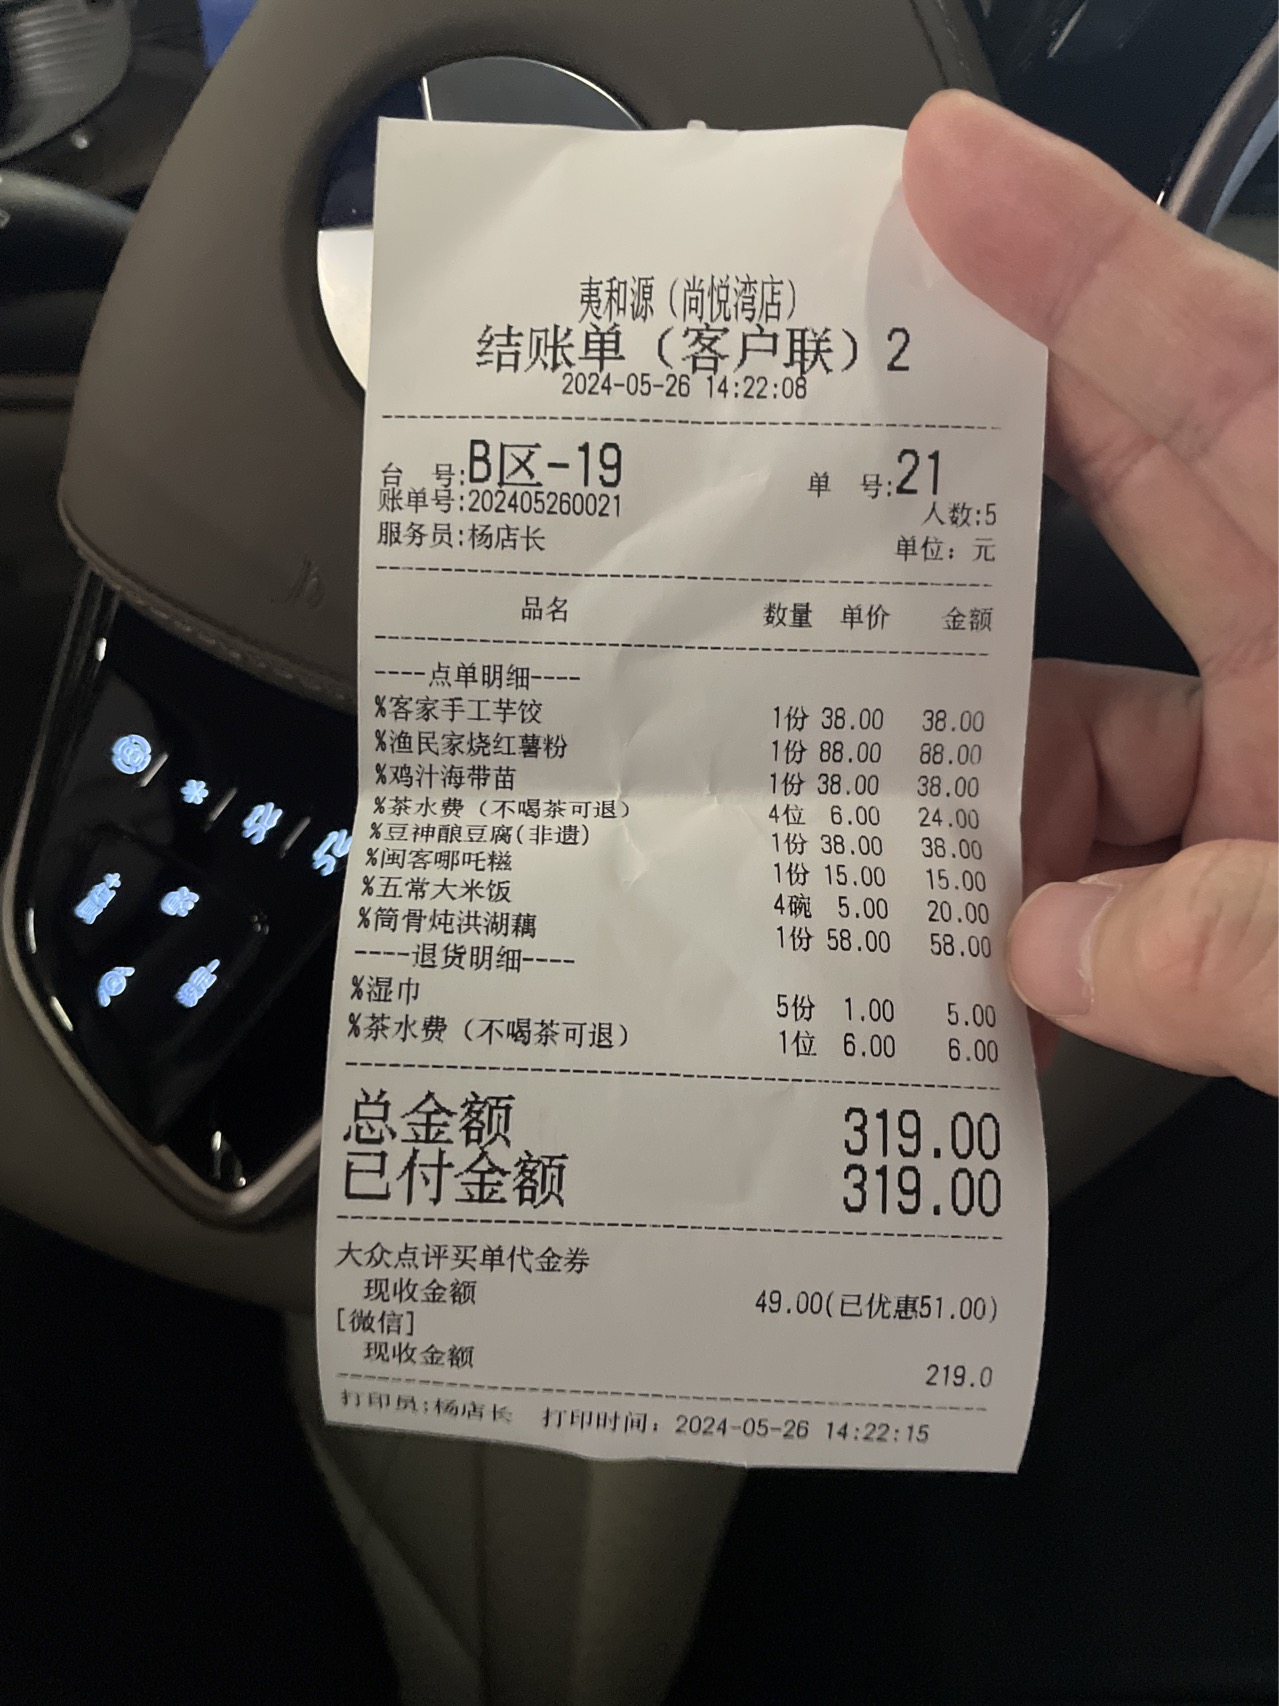 夷和源（尚悦湾店）
结账单（客户联）2
2024-05-26 14:22:08
台 号:B区-19 单 号:21
账单号:202405260021 人数:5
服务员:杨店长 单位：元
品名 数量 单价 金额
----点单明细----
%客家手工芋饺 1份 38.00 38.00
%渔民家烧红薯粉 1份 88.00 88.00
%鸡汁海带苗 1份 38.00 38.00
%茶水费（不喝茶可退） 4位 6.00 24.00
%豆神酿豆腐(非遗) 1份 38.00 38.00
%闽客哪吒糍 1份 15.00 15.00
%五常大米饭 4碗 5.00 20.00
%筒骨炖洪湖藕 1份 58.00 58.00
----退货明细----
%湿巾 5份 1.00 5.00
%茶水费（不喝茶可退） 1位 6.00 6.00
总金额 319.00
已付金额 319.00
大众点评买单代金券
现收金额 49.00(已优惠51.00)
[微信]
现收金额 219.0
打印员:杨店长 打印时间：2024-05-26 14:22:15